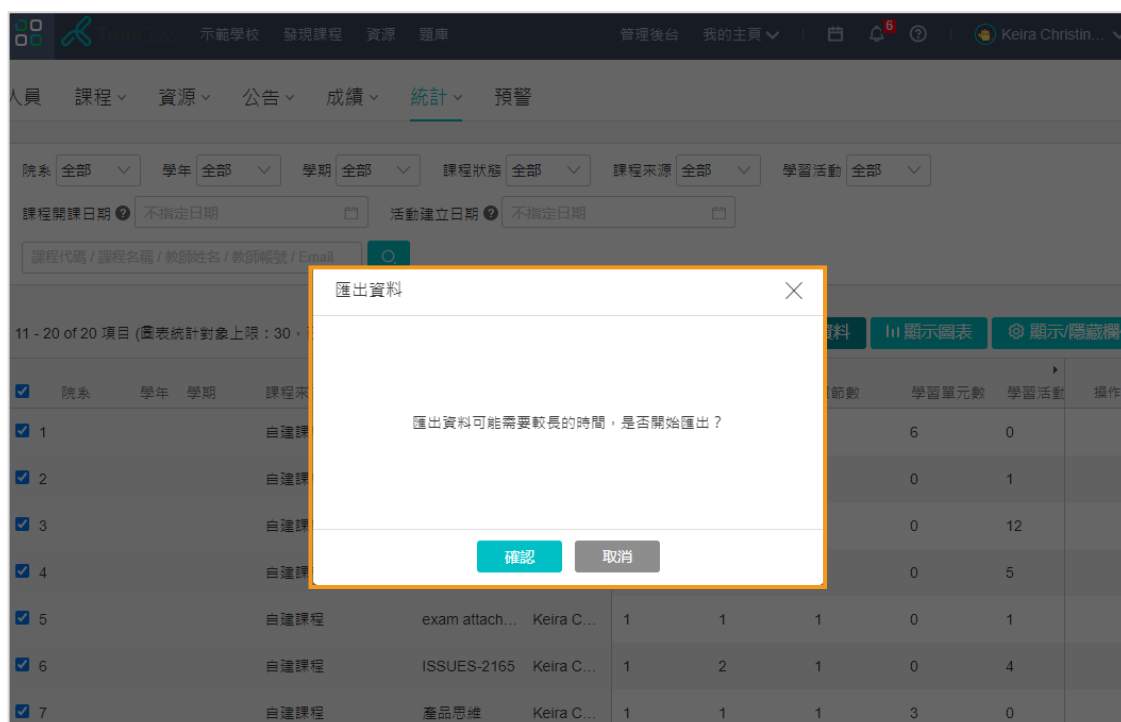 TronClass 示範學校 發現課程 資源 題庫 管理後台 我的主頁 6 Keira Christin...
人員 課程 資源 公告 成績 統計 預警
院系 全部 學年 全部 學期 全部 課程狀態 全部 課程來源 全部 學習活動 全部
課程開課日期 不指定日期 活動建立日期 不指定日期
課程代碼 / 課程名稱 / 教師姓名 / 教師帳號 / Email
匯出資料
11 - 20 of 20 項目 (圖表統計對象上限：30， 資料 顯示圖表 顯示/隱藏欄
院系 學年 學期 課程來 節數 學習單元數 學習活動 操作
1 自建課 6 0
匯出資料可能需要較長的時間，是否開始匯出？
2 自建課 0 1
3 自建課 0 12
確認 取消
4 自建課 0 5
5 自建課程 exam attach... Keira C... 1 1 1 0 1
6 自建課程 ISSUES-2165 Keira C... 1 2 1 0 4
7 自建課程 產品思維 Keira C... 1 1 1 3 0